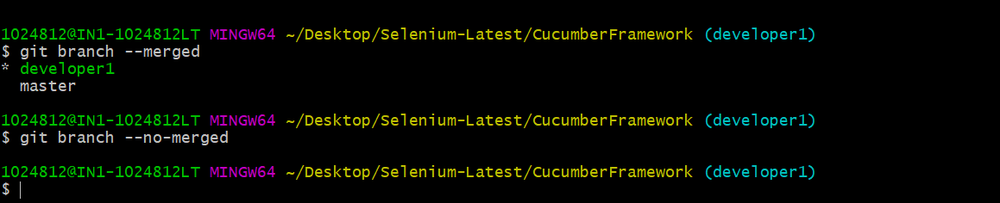 1024812@IN1-1024812LT MINGW64 ~/Desktop/Selenium-Latest/CucumberFramework (developer1)
$ git branch --merged
* developer1
  master
1024812@IN1-1024812LT MINGW64 ~/Desktop/Selenium-Latest/CucumberFramework (developer1)
$ git branch --no-merged
1024812@IN1-1024812LT MINGW64 ~/Desktop/Selenium-Latest/CucumberFramework (developer1)
$